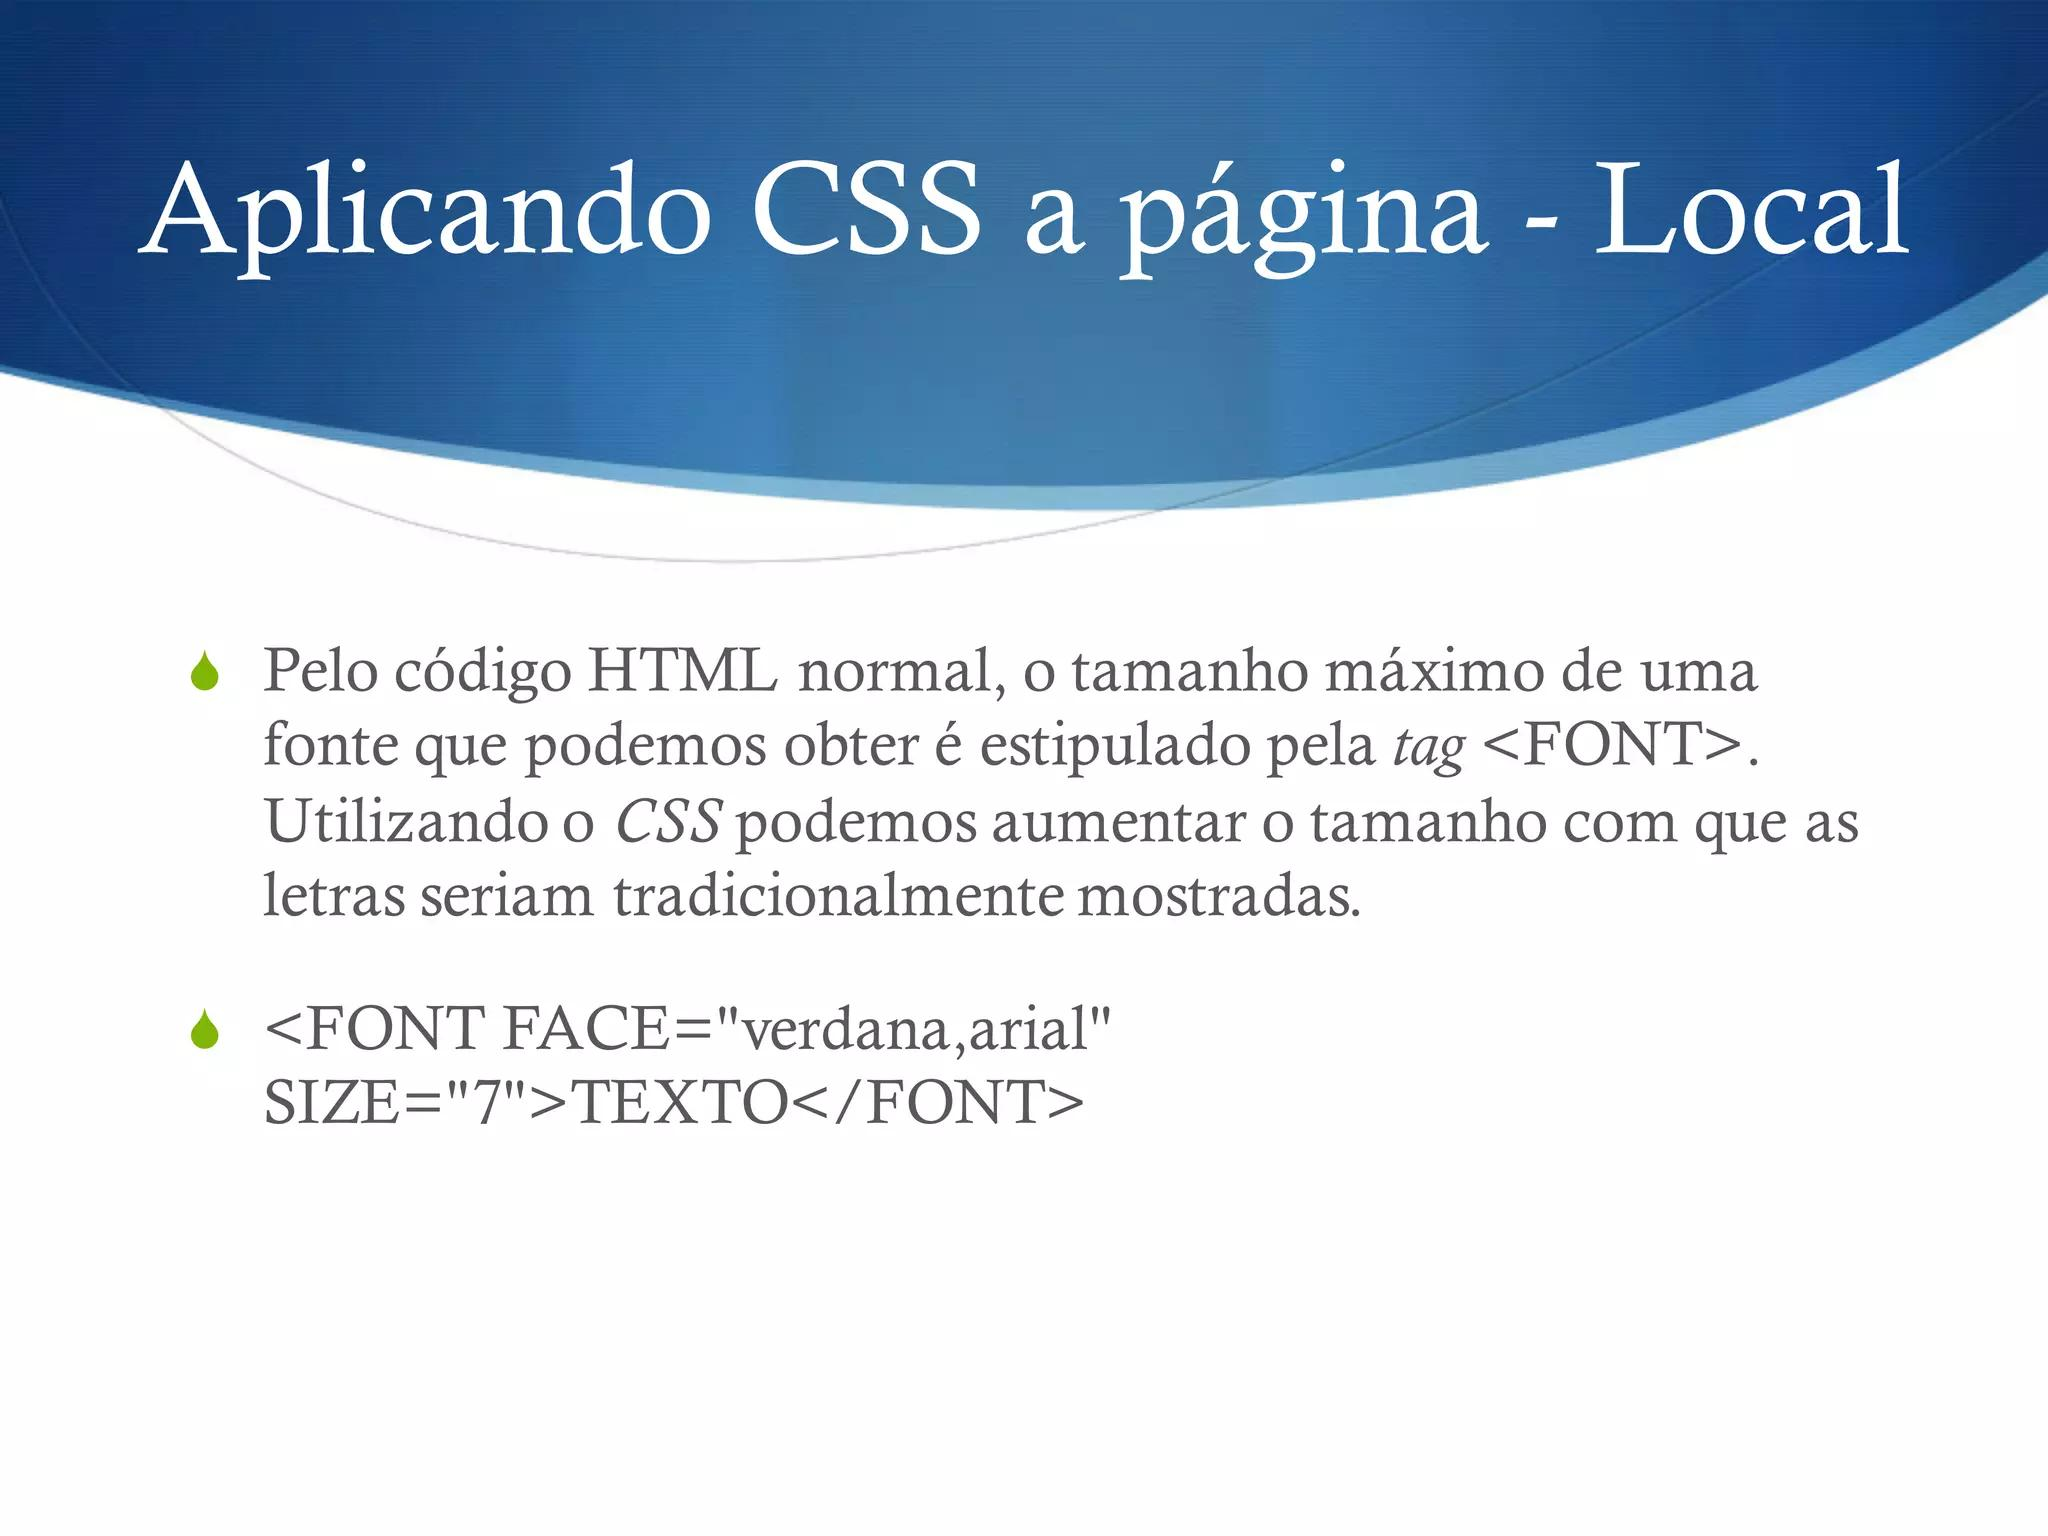 Aplicando CSS a página - Local
Pelo código HTML normal, o tamanho máximo de uma
fonte que podemos obter é estipulado pela tag <FONT>.
Utilizando o CSS podemos aumentar o tamanho com que as
letras seriam tradicionalmente mostradas.
<FONT FACE="verdana,arial"
SIZE="7">TEXTO</FONT>